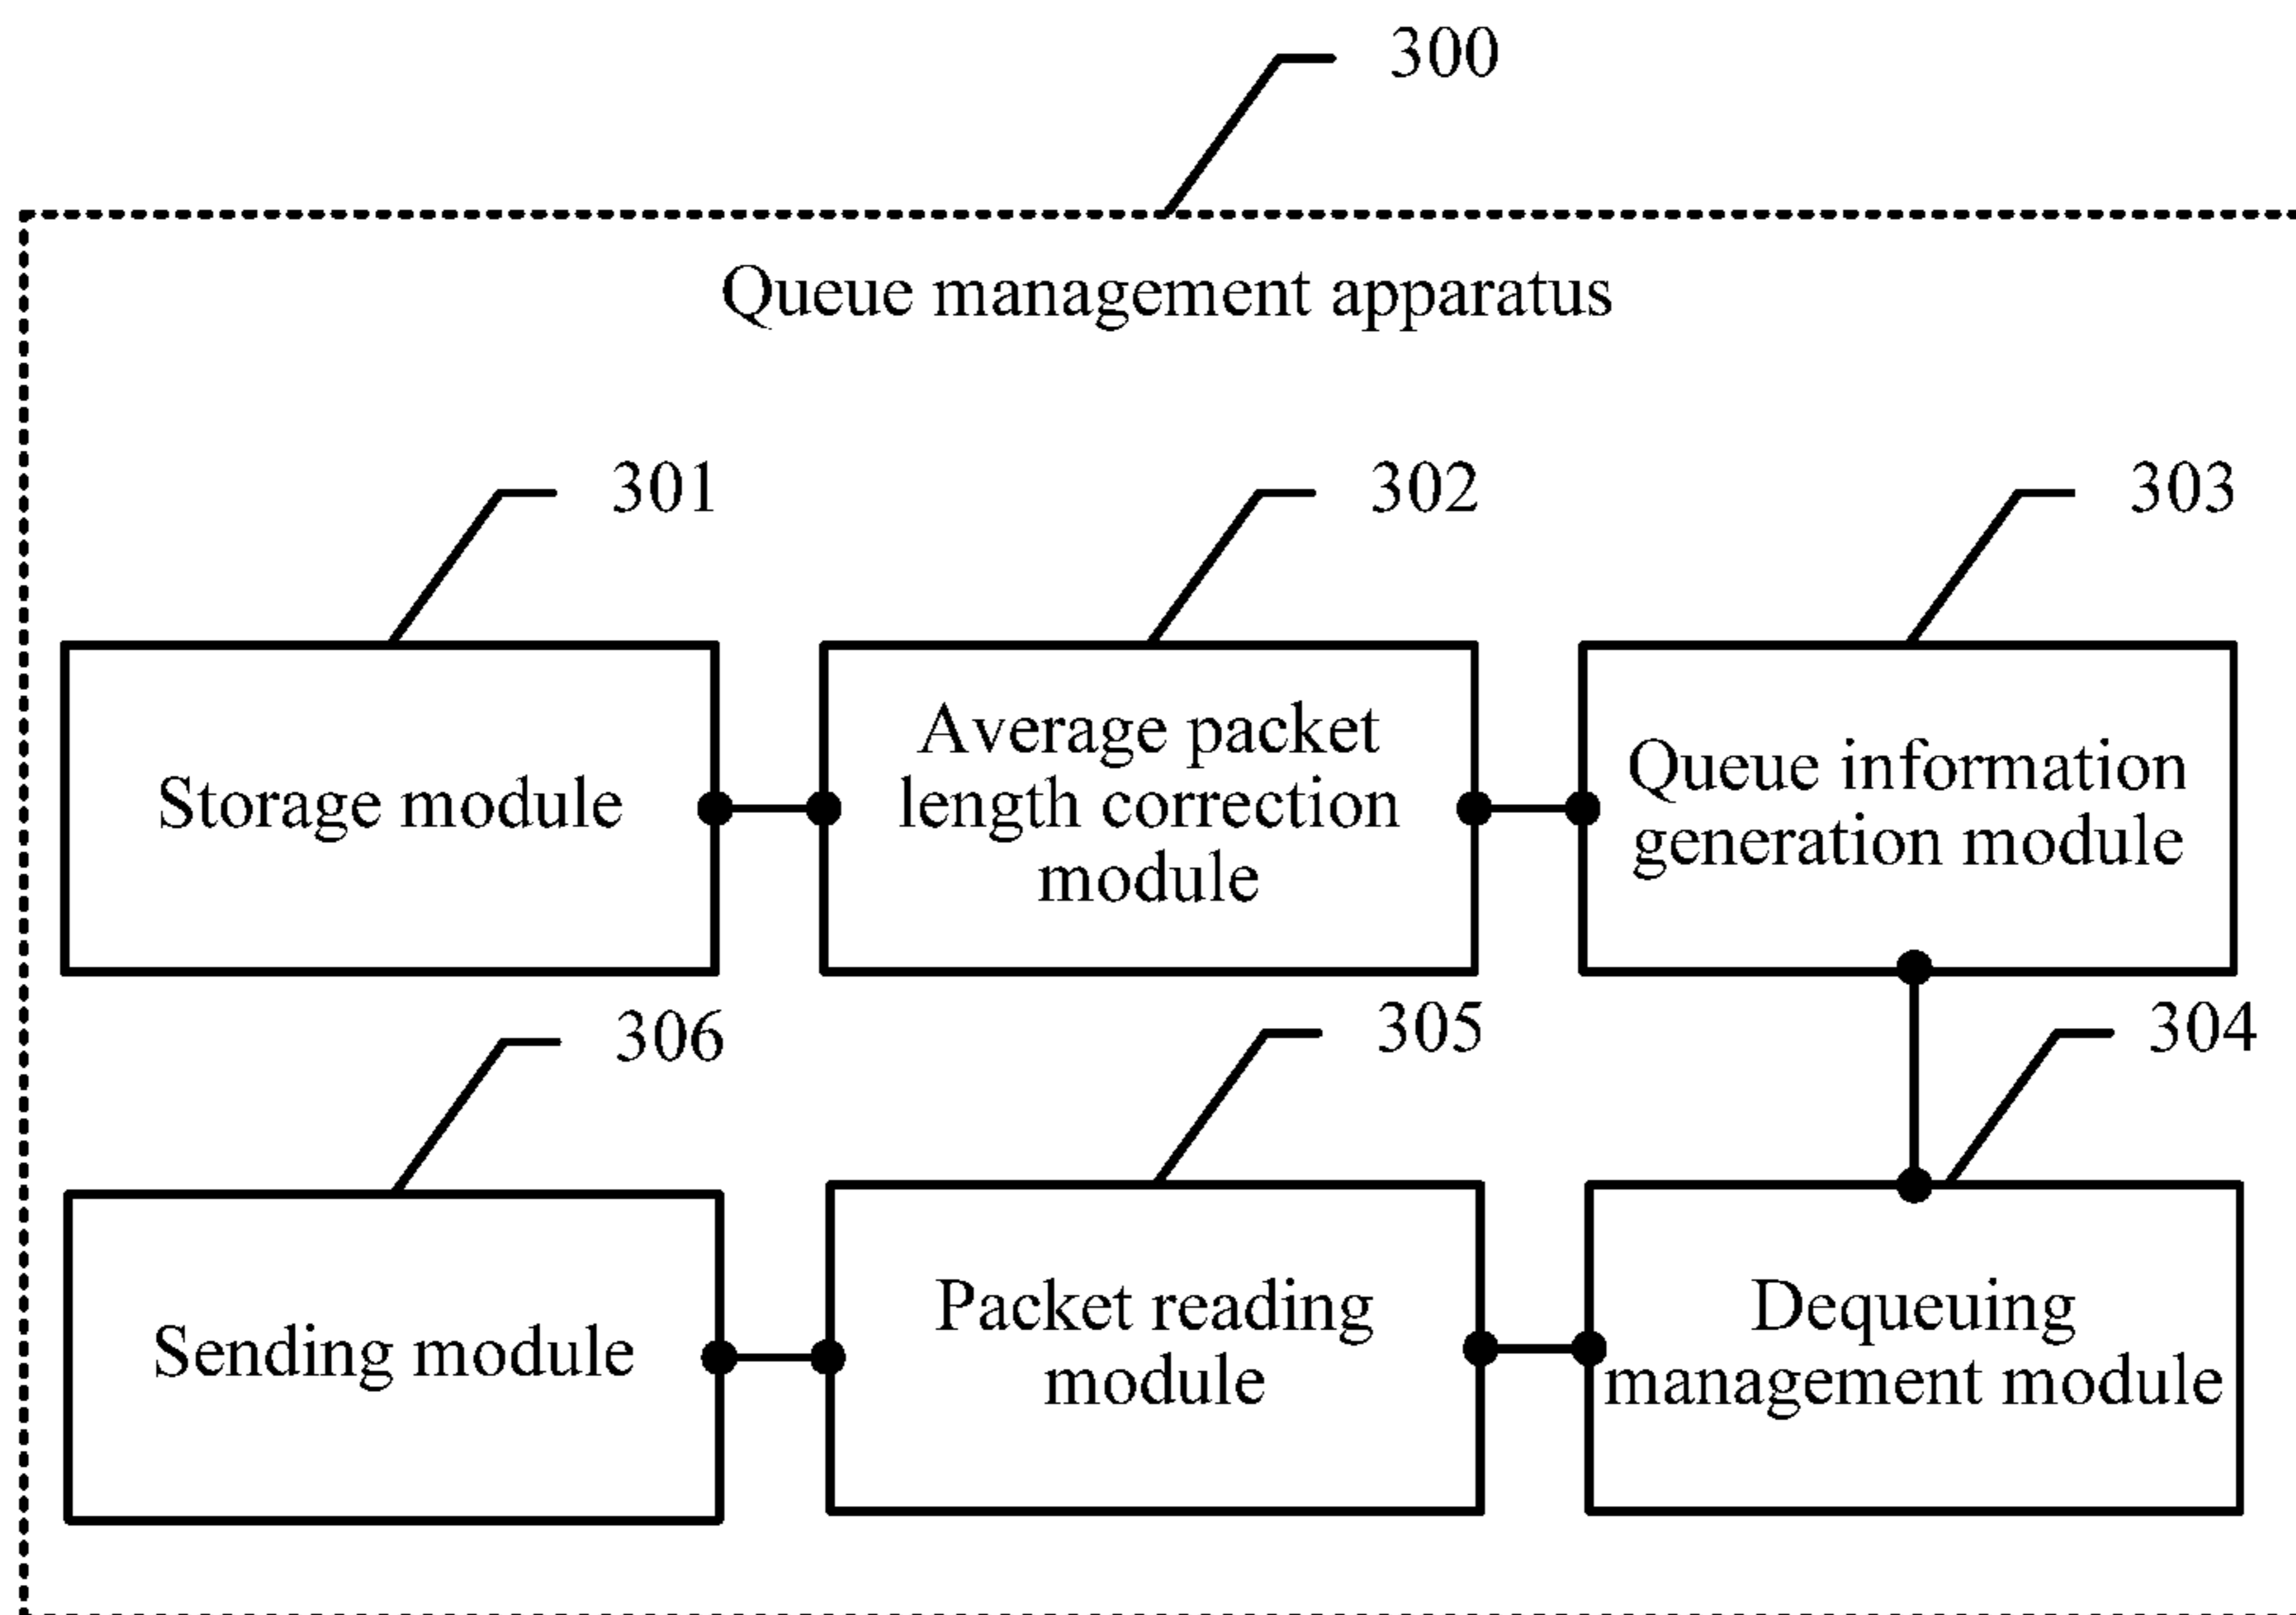 300
Queue management apparatus
301
302
303
Storage module
Average packet
length correction
module
Queue information
generation module
306
305
304
Sending module
Packet reading
module
Dequeuing
management module